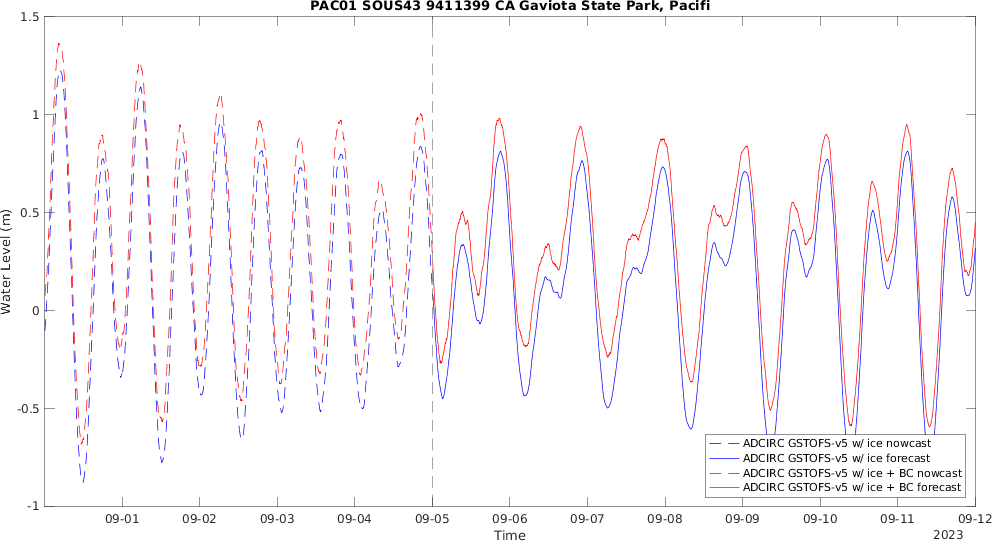 PAC01 SOUS43 9411399 CA Gaviota State Park, Pacifi
1.5
1
0.5
0
-0.5
-1
Water Level (m)
09-01 09-02 09-03 09-04 09-05 09-06 09-07 09-08 09-09 09-10 09-11 09-12
Time
2023
ADCIRC GSTOFS-v5 w/ ice nowcast
ADCIRC GSTOFS-v5 w/ ice forecast
ADCIRC GSTOFS-v5 w/ ice + BC nowcast
ADCIRC GSTOFS-v5 w/ ice + BC forecast